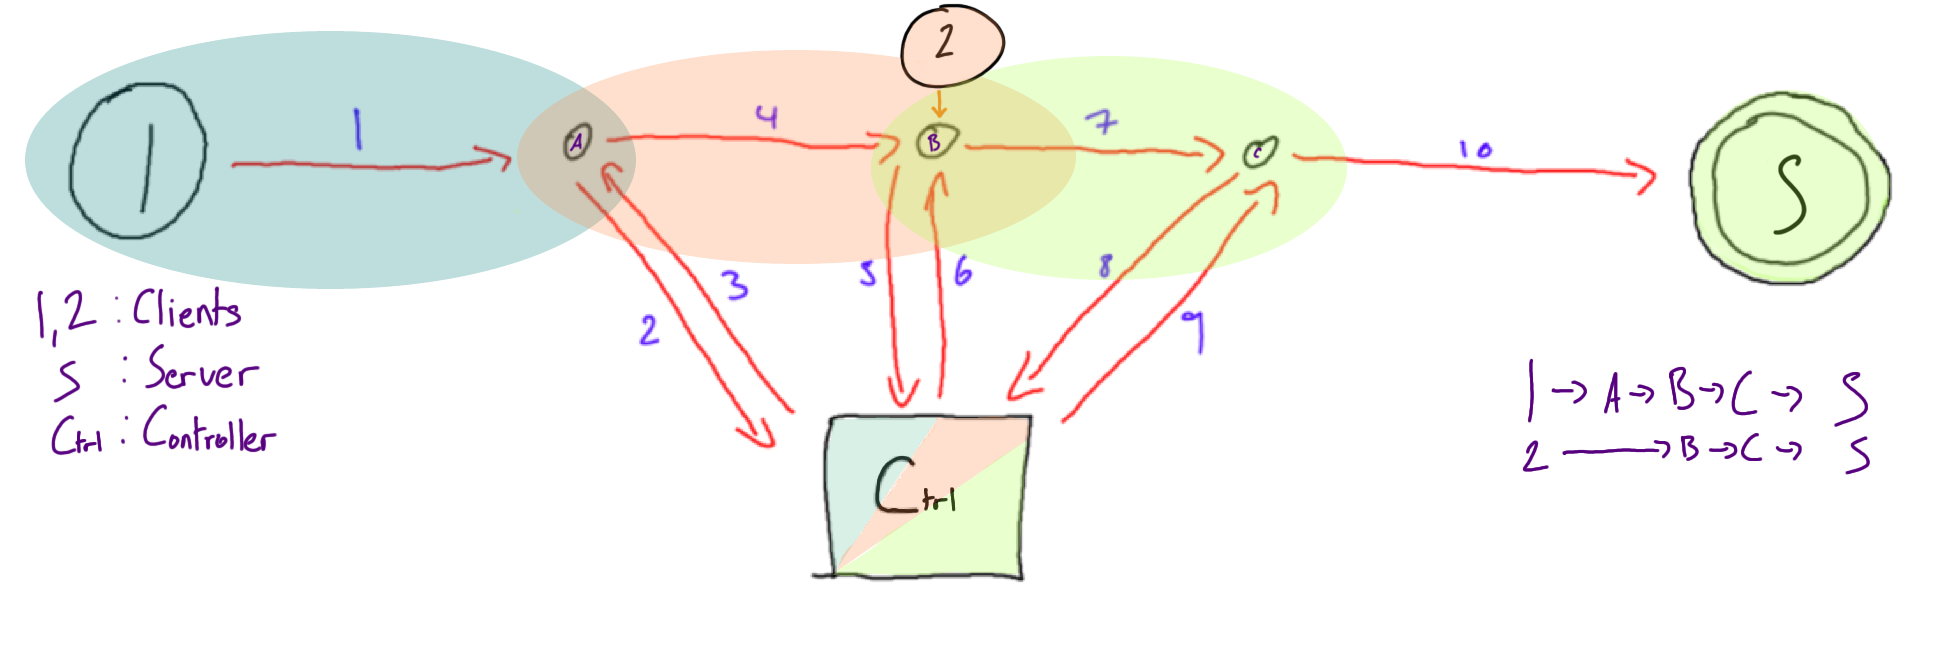 2
1
1
A
4
B
7
C
10
S
2
3
5
6
8
9
Ctrl
1,2 : Clients
S : Server
Ctrl : Controller
1 → A → B → C → S
2 → B → C → S